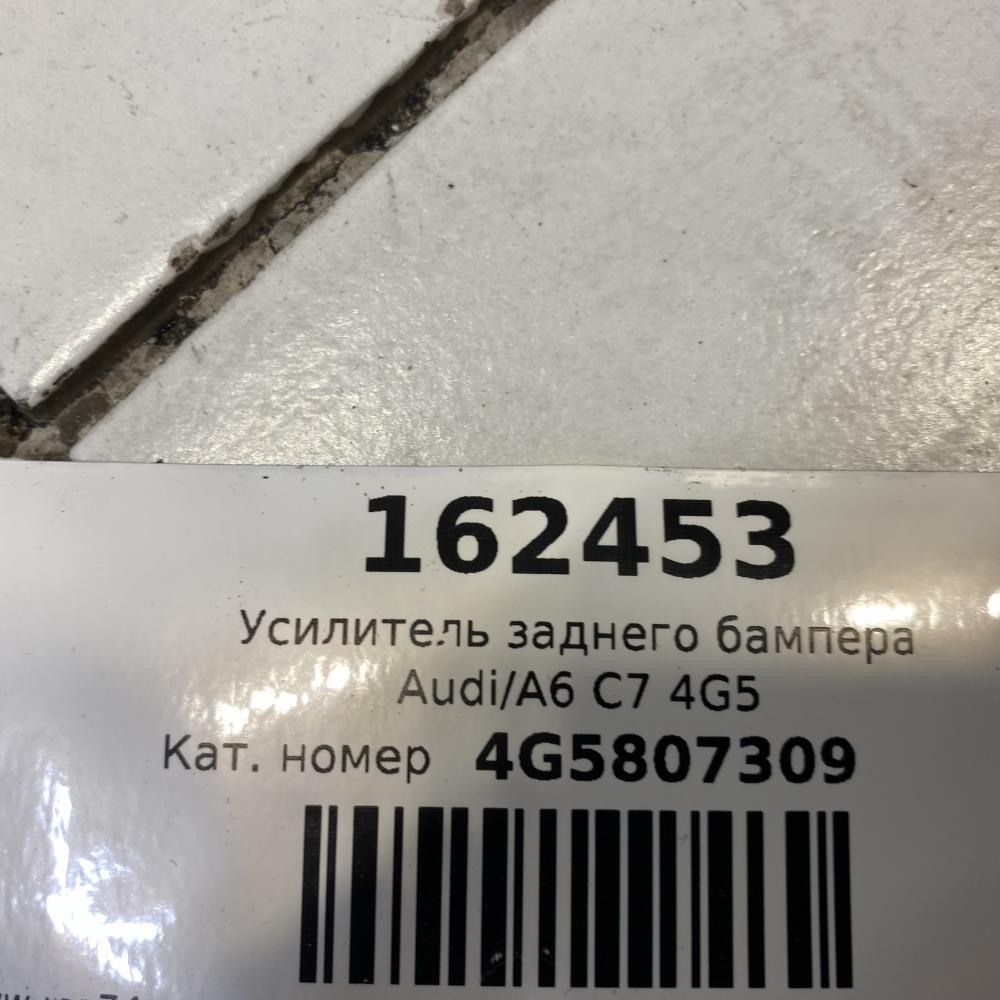 162453
Усилитель заднего бампера
Audi/A6 C7 4G5
Кат. номер 4G5807309